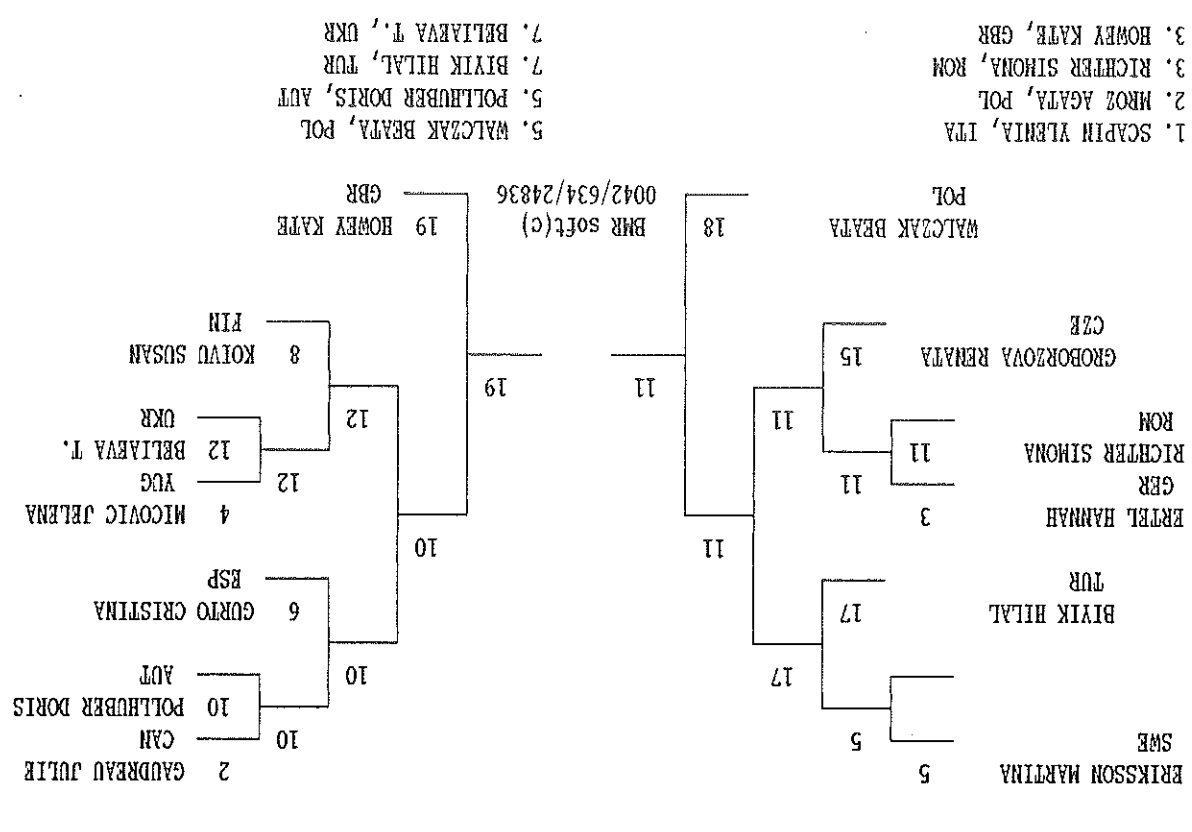 ERIKSSON MARTINA 5
SWE 5
17
BIYIK HILAL 17
TUR
11
ERTEL HANNAH 3
GER 11
RICHTER SIMONA 11
ROM 11
GROBORZOVA RENATA 15
CZE
11
WALCZAK BEATA 18
POL
2 GAUDREAU JULIE
10 CAN
10 POLLHUBER DORIS
10 AUT
6 GURTO CRISTINA
ESP
10
4 MICOVIC JELENA
12 YUG
12 BELIAEVA T.
12 UKR
8 KOIVU SUSAN
FIN
19
19 HOWEY KATE
GBR
BMR soft(c)
0042/634/24836
1. SCAPIN YLENIA, ITA
2. MROZ AGATA, POL
3. RICHTER SIMONA, ROM
3. HOWEY KATE, GBR
5. WALCZAK BEATA, POL
5. POLLHUBER DORIS, AUT
7. BIYIK HILAL, TUR
7. BELIAEVA T., UKR